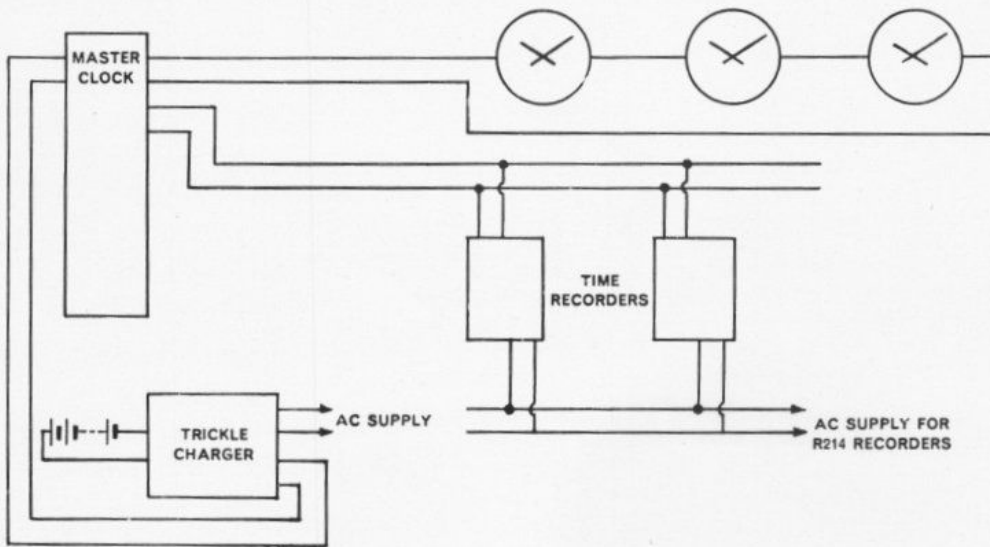 MASTER
CLOCK
TIME
RECORDERS
AC SUPPLY
TRICKLE
CHARGER
AC SUPPLY FOR
R214 RECORDERS